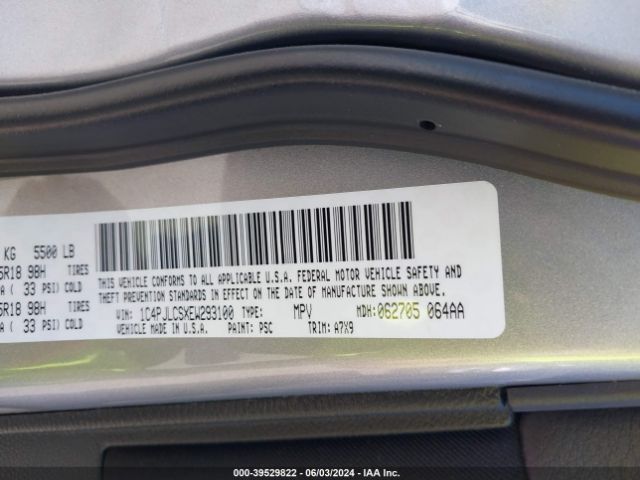 KG 5500 LB
5R18 98H TIRES
A ( 33 PSI) COLD
5R18 98H TIRES
A ( 33 PSI) COLD
THIS VEHICLE CONFORMS TO ALL APPLICABLE U.S.A. FEDERAL MOTOR VEHICLE SAFETY AND
THEFT PREVENTION STANDARDS IN EFFECT ON THE DATE OF MANUFACTURE SHOWN ABOVE.
VIN: 1C4PJLCSXEW293100 TYPE: MPV MDH: 062705 064AA
VEHICLE MADE IN U.S.A. PAINT: PSC TRIM: A7X9
000-39529822 - 06/03/2024 - IAA Inc.